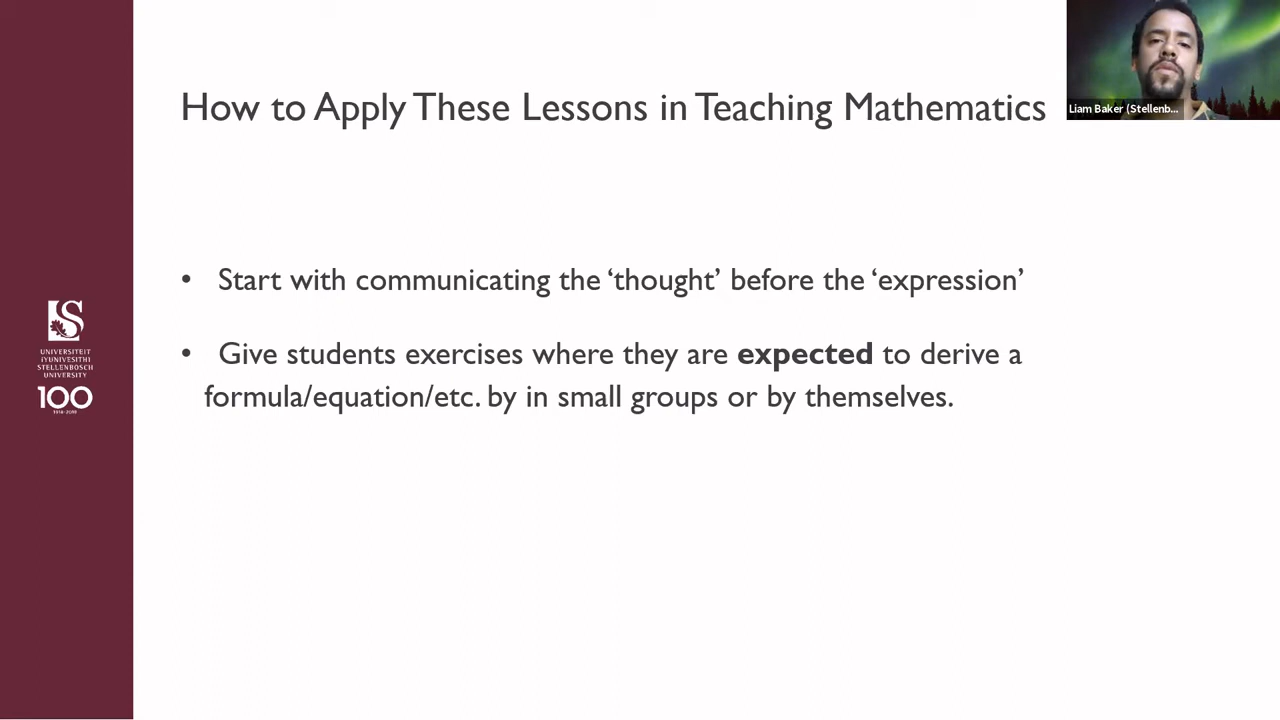 How to Apply These Lessons in Teaching Mathematics
Liam Baker (Stellenb...
• Start with communicating the ‘thought’ before the ‘expression’
• Give students exercises where they are expected to derive a
formula/equation/etc. by in small groups or by themselves.
UNIVERSITEIT
iYUNIVESITHI
STELLENBOSCH
UNIVERSITY
100